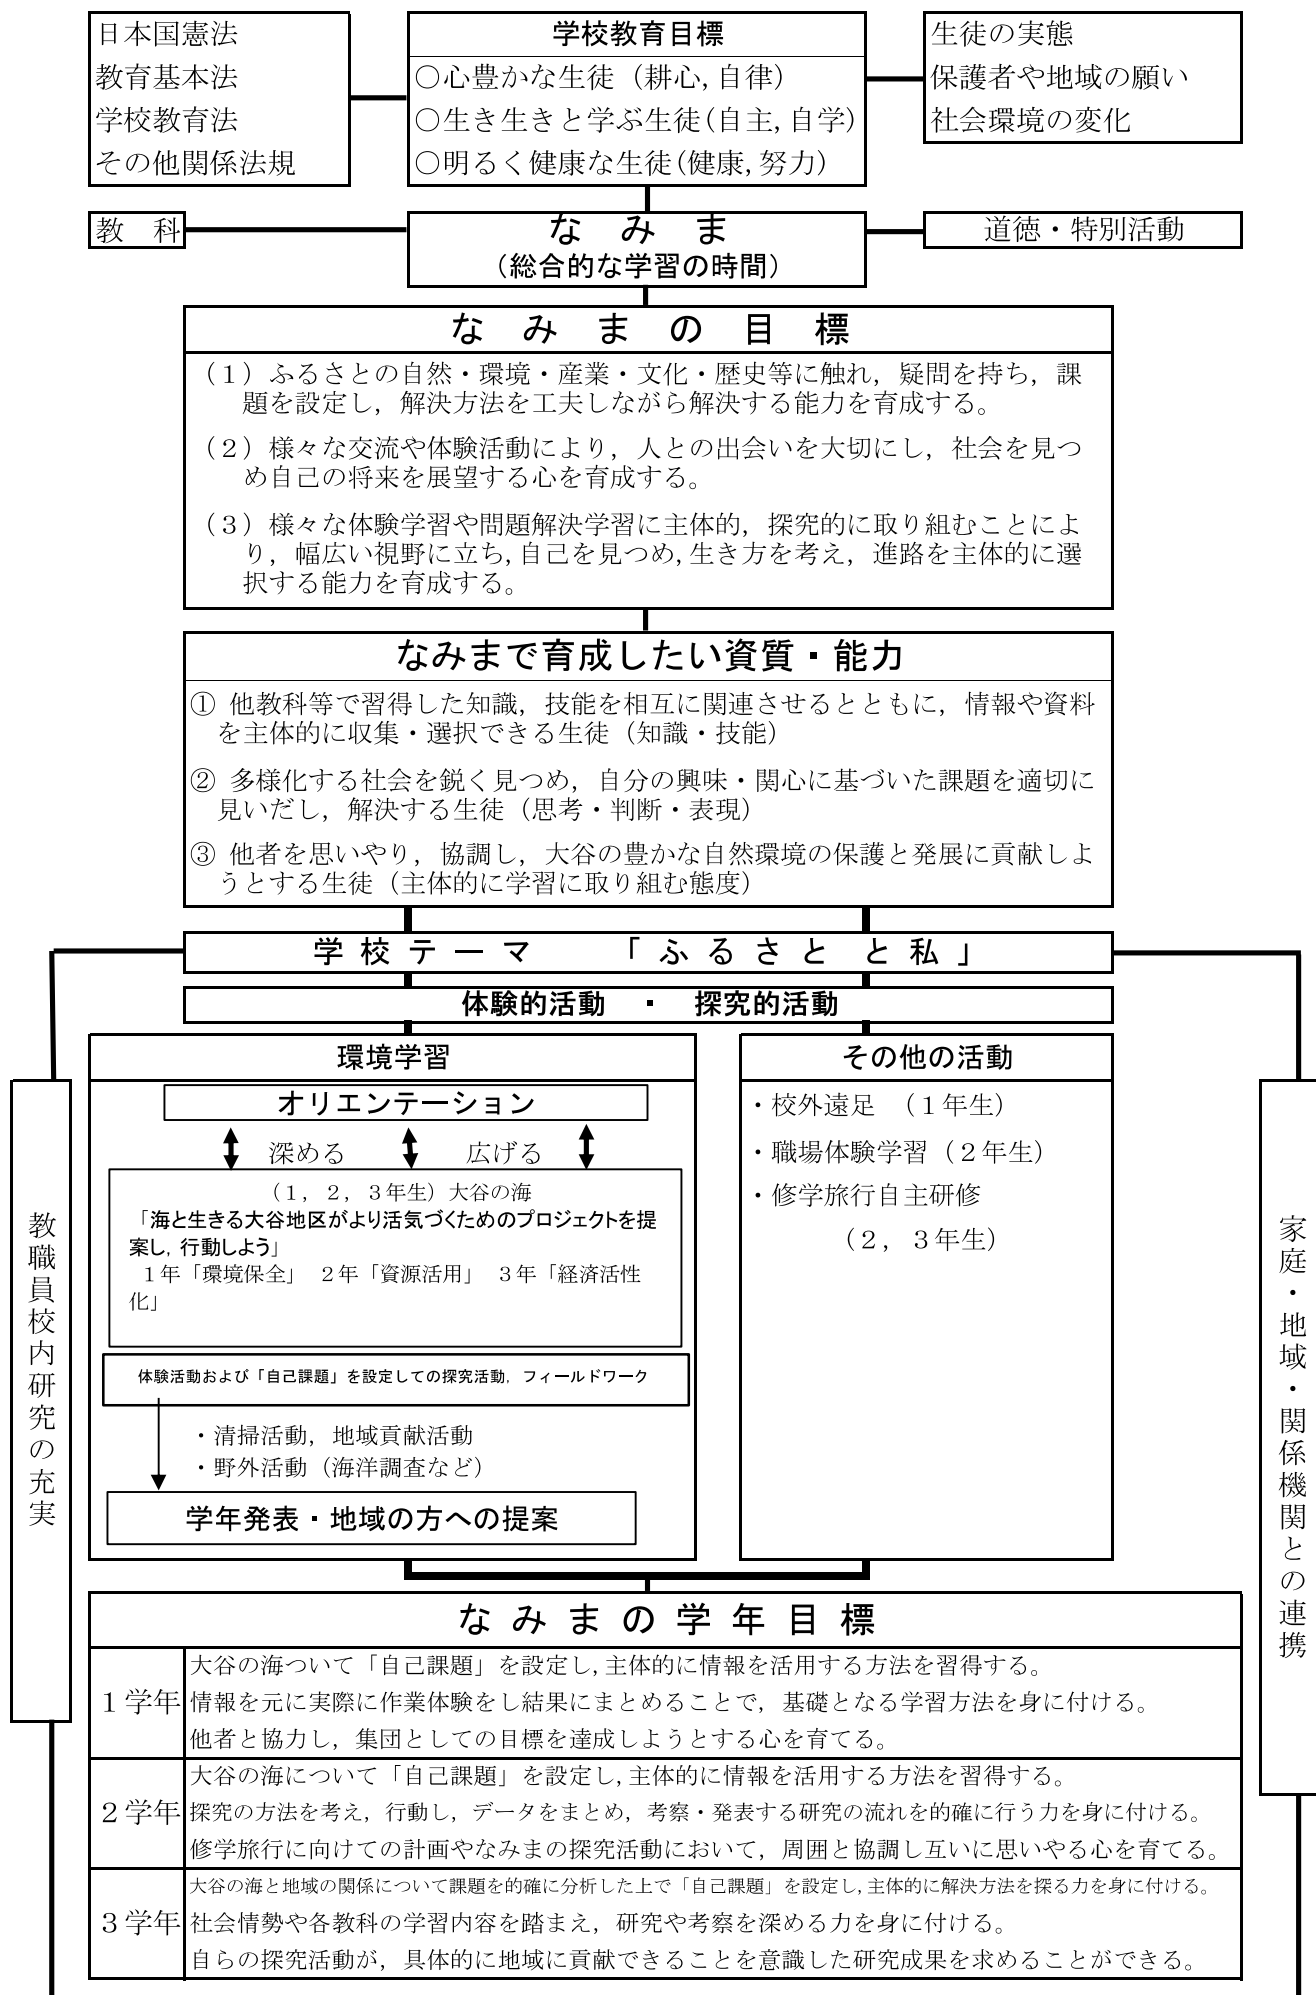 日本国憲法
教育基本法
学校教育法
その他関係法規
学校教育目標
○心豊かな生徒（耕心,自律）
○生き生きと学ぶ生徒(自主,自学)
○明るく健康な生徒(健康,努力)
生徒の実態
保護者や地域の願い
社会環境の変化
教　科
な　み　ま
（総合的な学習の時間）
道徳・特別活動
な　み　ま　の　目　標
（１）ふるさとの自然・環境・産業・文化・歴史等に触れ，疑問を持ち，課
題を設定し，解決方法を工夫しながら解決する能力を育成する。
（２）様々な交流や体験活動により，人との出会いを大切にし，社会を見つ
め自己の将来を展望する心を育成する。
（３）様々な体験学習や問題解決学習に主体的，探究的に取り組むことによ
り，幅広い視野に立ち,自己を見つめ,生き方を考え，進路を主体的に選
択する能力を育成する。
なみまで育成したい資質・能力
① 他教科等で習得した知識，技能を相互に関連させるとともに，情報や資料
を主体的に収集・選択できる生徒（知識・技能）
② 多様化する社会を鋭く見つめ，自分の興味・関心に基づいた課題を適切に
見いだし，解決する生徒（思考・判断・表現）
③ 他者を思いやり，協調し，大谷の豊かな自然環境の保護と発展に貢献しよ
うとする生徒（主体的に学習に取り組む態度）
学 校 テ ー マ　　「 ふ る さ と　と 私 」
体験的活動　・　探究的活動
環境学習
オリエンテーション
深める　　　　広げる
（１，２，３年生）大谷の海
「海と生きる大谷地区がより活気づくためのプロジェクトを提
案し，行動しよう」
１年「環境保全」　２年「資源活用」　３年「経済活性
化」
体験活動および「自己課題」を設定しての探究活動，フィールドワーク
・清掃活動，地域貢献活動
・野外活動（海洋調査など）
学年発表・地域の方への提案
その他の活動
・校外遠足　（１年生）
・職場体験学習（２年生）
・修学旅行自主研修
（２，３年生）
教職員校内研究の充実
家庭・地域・関係機関との連携
な み ま の 学 年 目 標
１学年
大谷の海ついて「自己課題」を設定し,主体的に情報を活用する方法を習得する。
情報を元に実際に作業体験をし結果にまとめることで，基礎となる学習方法を身に付ける。
他者と協力し，集団としての目標を達成しようとする心を育てる。
２学年
大谷の海について「自己課題」を設定し,主体的に情報を活用する方法を習得する。
探究の方法を考え，行動し，データをまとめ，考察・発表する研究の流れを的確に行う力を身に付ける。
修学旅行に向けての計画やなみまの探究活動において，周囲と協調し互いに思いやる心を育てる。
３学年
大谷の海と地域の関係について課題を的確に分析した上で「自己課題」を設定し,主体的に解決方法を探る力を身に付ける。
社会情勢や各教科の学習内容を踏まえ，研究や考察を深める力を身に付ける。
自らの探究活動が，具体的に地域に貢献できることを意識した研究成果を求めることができる。